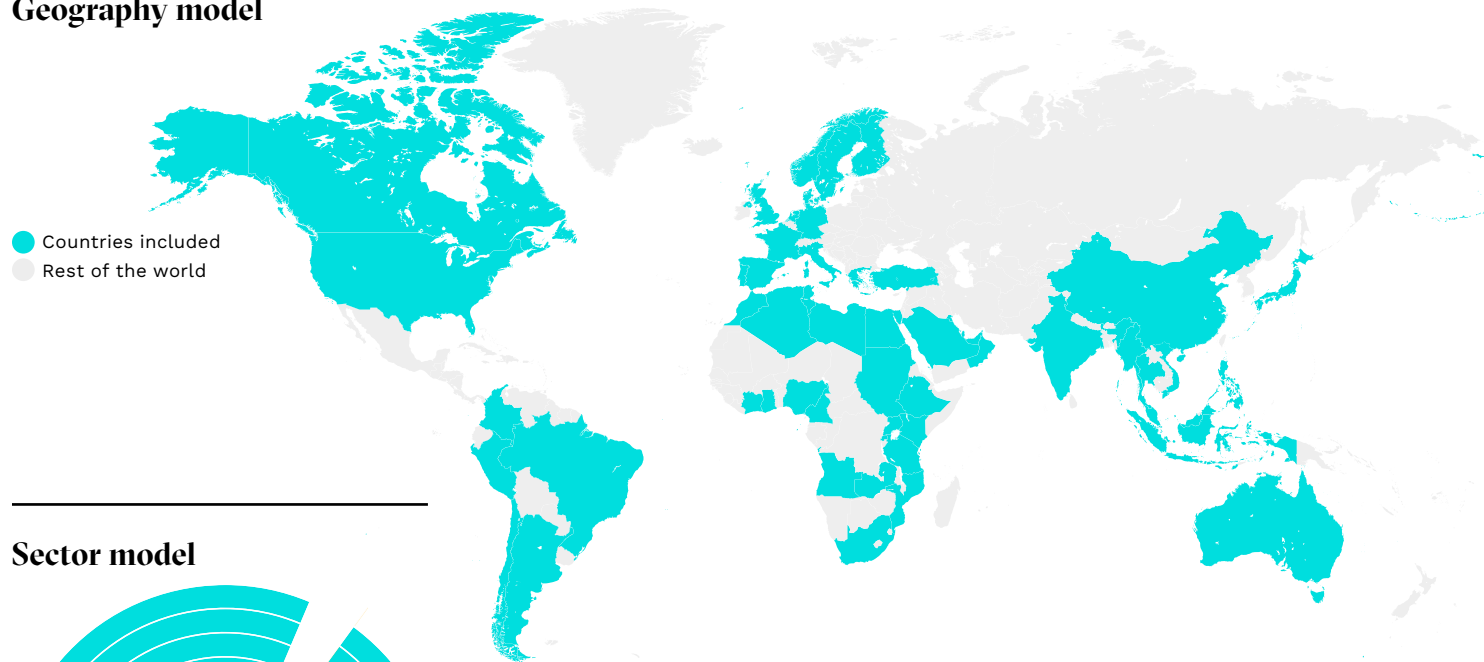 Geography model
Countries included
Rest of the world
Sector model